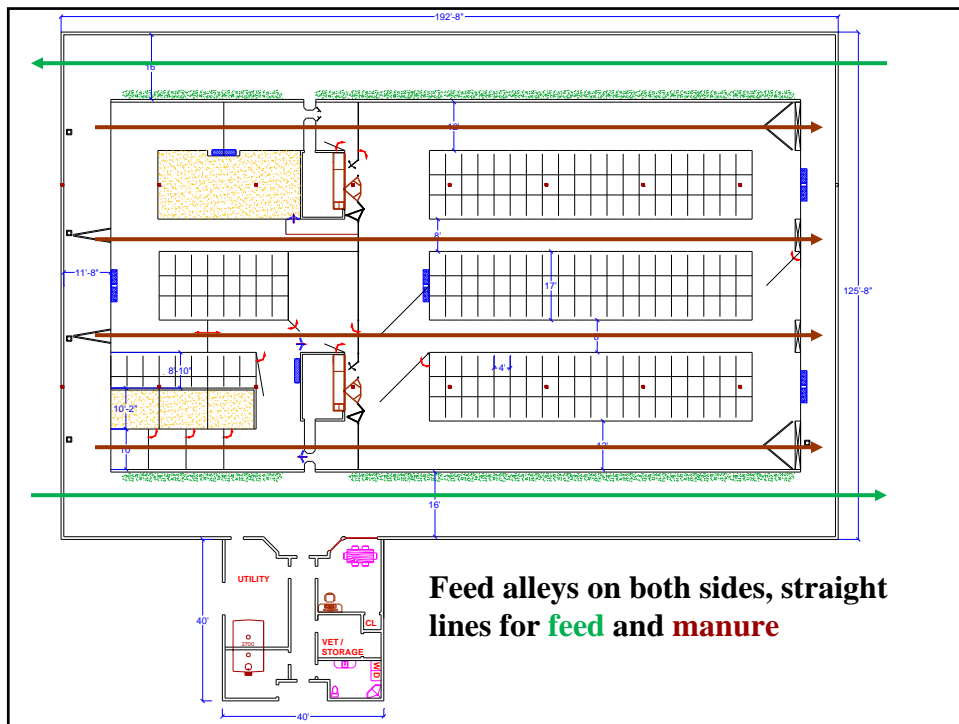 192'-8"
16'
12'
8'
11'-8"
17'
125'-8"
8'-10"
4'
10'-2"
10'
12'
16'
UTILITY
CL
40'
VET /
STORAGE
2700
W D
40'
Feed alleys on both sides, straight
lines for feed and manure